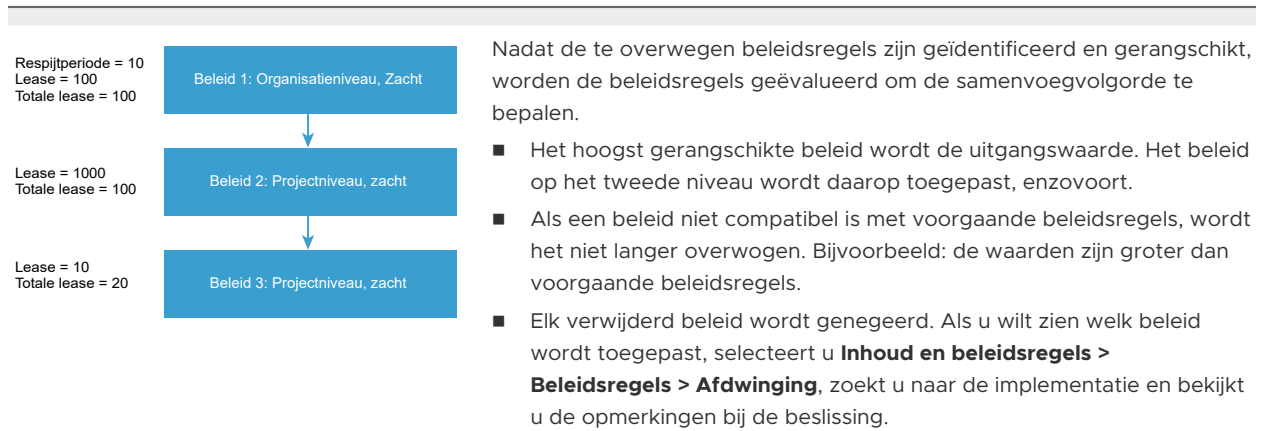 Respijtperiode = 10
Lease = 100
Totale lease = 100
Beleid 1: Organisatieniveau, Zacht
Lease = 1000
Totale lease = 100
Beleid 2: Projectniveau, zacht
Lease = 10
Totale lease = 20
Beleid 3: Projectniveau, zacht
Nadat de te overwegen beleidsregels zijn geïdentificeerd en gerangschikt,
worden de beleidsregels geëvalueerd om de samenvoegvolgorde te
bepalen.
■ Het hoogst gerangschikte beleid wordt de uitgangswaarde. Het beleid
op het tweede niveau wordt daarop toegepast, enzovoort.
■ Als een beleid niet compatibel is met voorgaande beleidsregels, wordt
het niet langer overwogen. Bijvoorbeeld: de waarden zijn groter dan
voorgaande beleidsregels.
■ Elk verwijderd beleid wordt genegeerd. Als u wilt zien welk beleid
wordt toegepast, selecteert u Inhoud en beleidsregels >
Beleidsregels > Afdwinging, zoekt u naar de implementatie en bekijkt
u de opmerkingen bij de beslissing.